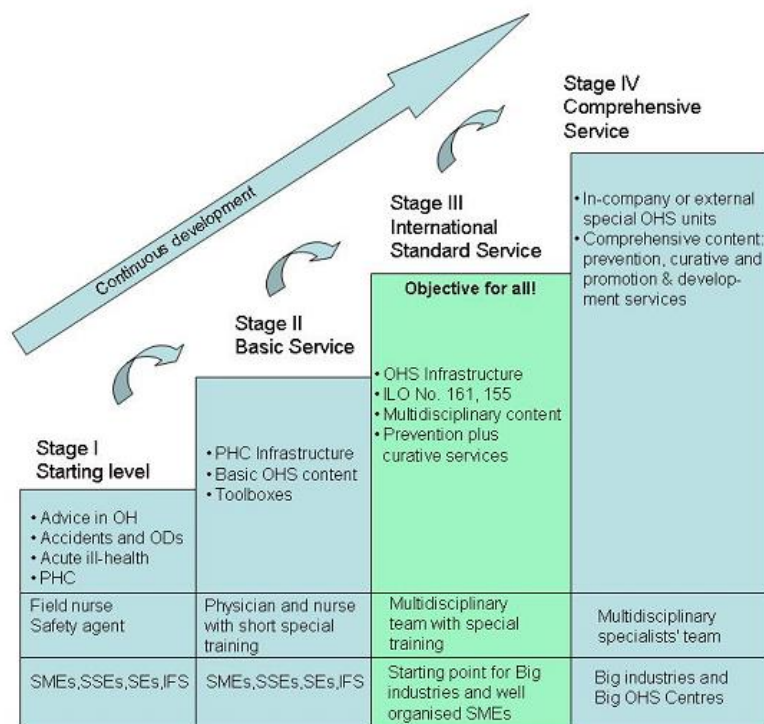 Continuous development
Stage I
Starting level
• Advice in OH
• Accidents and ODs
• Acute ill-health
• PHC
Field nurse
Safety agent
SMEs,SSEs,SEs,IFS
Stage II
Basic Service
• PHC Infrastructure
• Basic OHS content
• Toolboxes
Physician and nurse
with short special
training
SMEs,SSEs,SEs,IFS
Stage III
International
Standard Service
Objective for all!
• OHS Infrastructure
• ILO No. 161, 155
• Multidisciplinary content
• Prevention plus
curative services
Multidisciplinary
team with special
training
Starting point for Big
industries and well
organised SMEs
Stage IV
Comprehensive
Service
• In-company or external
special OHS units
• Comprehensive content:
prevention, curative and
promotion & develop-
ment services
Multidisciplinary
specialists' team
Big industries and
Big OHS Centres